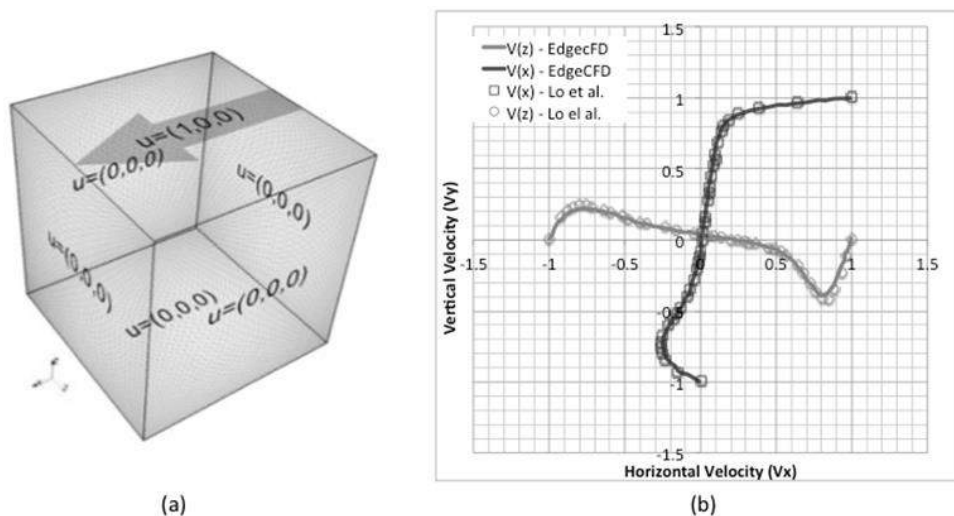 u=(1,0,0)
u=(0,0,0)
u=(0,0,0)
u=(0,0,0)
u=(0,0,0)
u=(0,0,0)
(a)
V(z) - EdgecFD
V(x) - EdgeCFD
V(x) - Lo et al.
V(z) - Lo el al.
1.5
1
0.5
0
-1.5
-1
-0.5
0
0.5
1
1.5
-0.5
-1
-1.5
Vertical Velocity (Vy)
Horizontal Velocity (Vx)
(b)